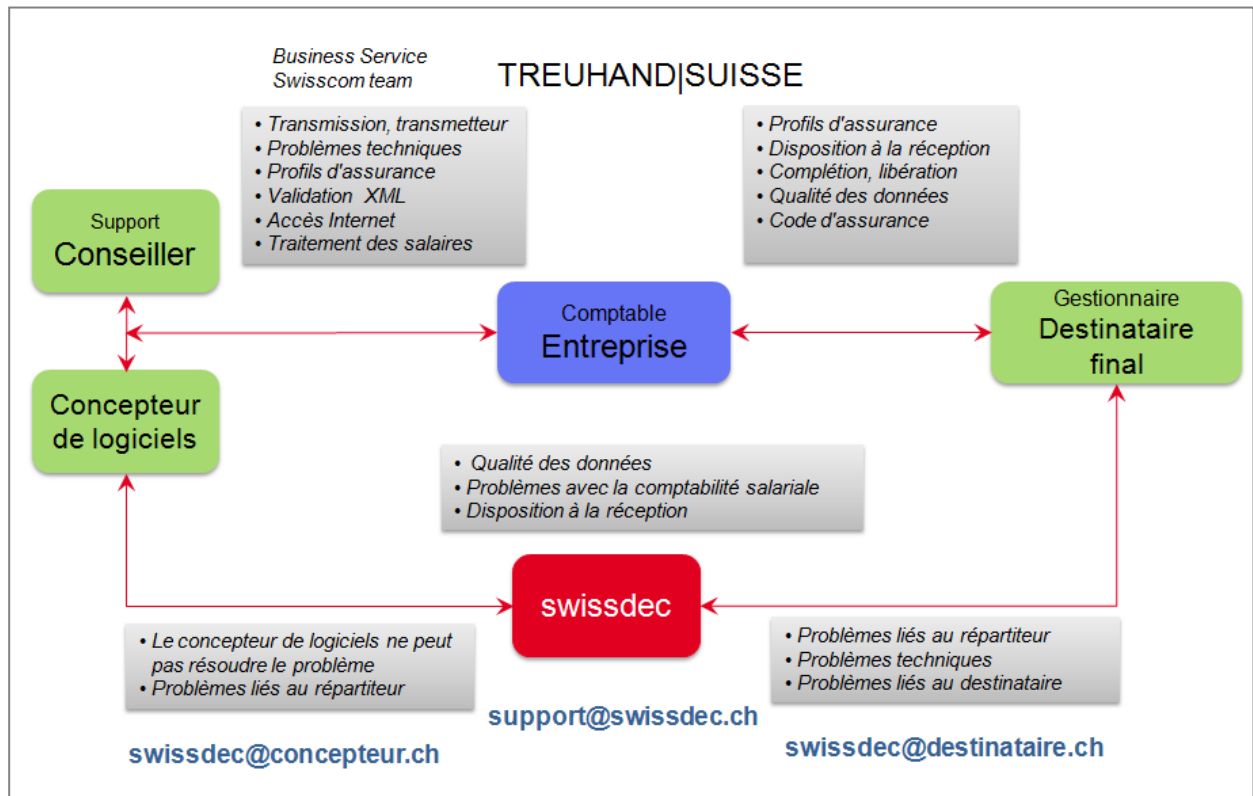 Business Service
Swisscom team
TREUHAND|SUISSE
• Transmission, transmetteur
• Problèmes techniques
• Profils d'assurance
• Validation XML
• Accès Internet
• Traitement des salaires
• Profils d'assurance
• Disposition à la réception
• Complétion, libération
• Qualité des données
• Code d'assurance
Support
Conseiller
Comptable
Entreprise
Gestionnaire
Destinataire
final
Concepteur
de logiciels
• Qualité des données
• Problèmes avec la comptabilité salariale
• Disposition à la réception
swissdec
• Le concepteur de logiciels ne peut
pas résoudre le problème
• Problèmes liés au répartiteur
• Problèmes liés au répartiteur
• Problèmes techniques
• Problèmes liés au destinataire
support@swissdec.ch
swissdec@concepteur.ch
swissdec@destinataire.ch